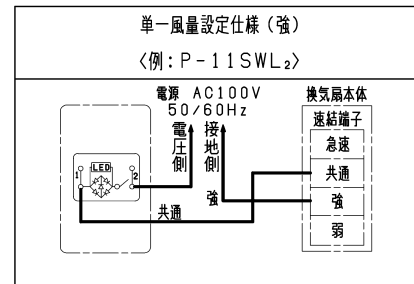 単一風量設定仕様（強）
〈例：P-11SWL₂〉
電源 AC100V
50/60Hz
換気扇本体
速結端子
電圧側
接地側
急速
共通
強
弱
LED
1
2
強
共通